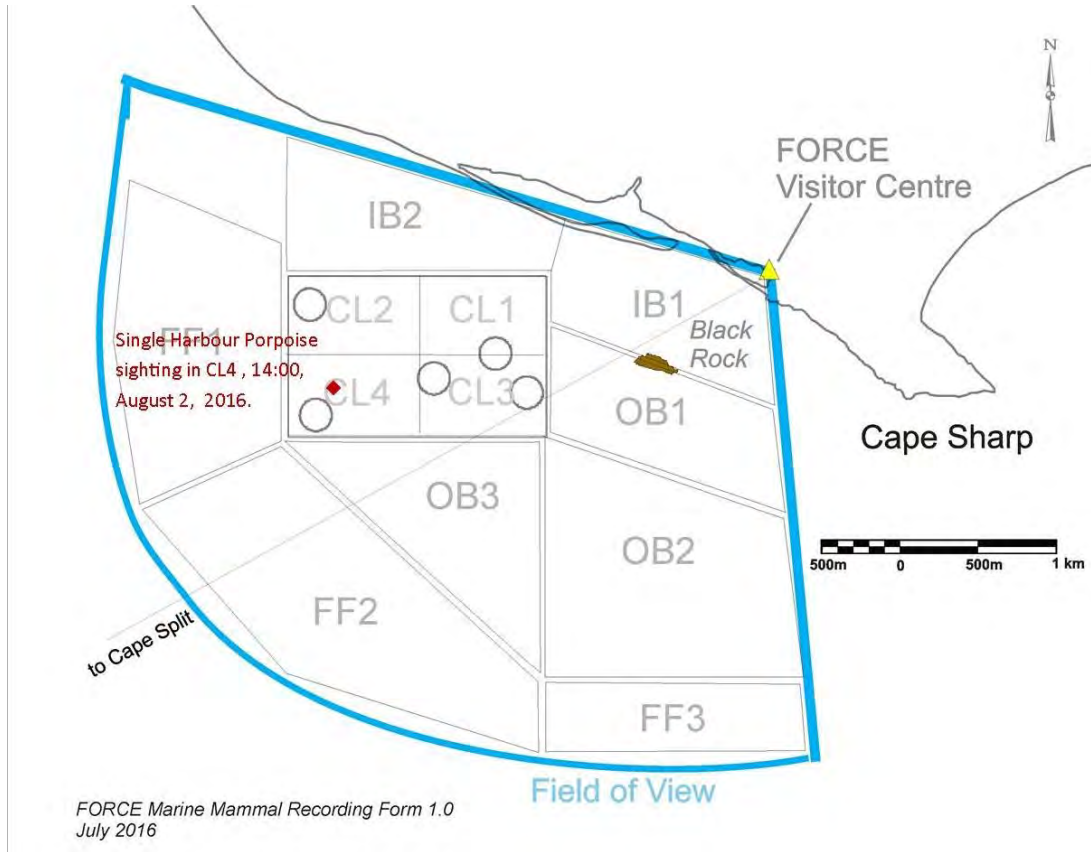 N
FORCE
Visitor Centre
IB2
CL2
CL1
IB1
Black
Rock
FF1
Single Harbour Porpoise
sighting in CL4 , 14:00,
August 2, 2016.
CL4
CL3
OB1
Cape Sharp
OB3
OB2
500m 0 500m 1 km
FF2
to Cape Split
FF3
Field of View
FORCE Marine Mammal Recording Form 1.0
July 2016